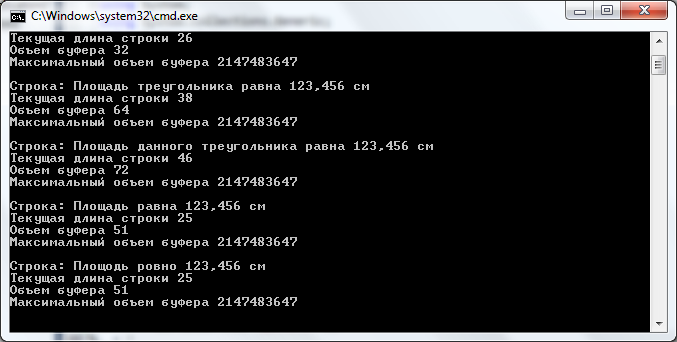 C:\Windows\system32\cmd.exe
Текущая длина строки 26
Объем буфера 32
Максимальный объем буфера 2147483647
Строка: Площадь треугольника равна 123,456 см
Текущая длина строки 38
Объем буфера 64
Максимальный объем буфера 2147483647
Строка: Площадь данного треугольника равна 123,456 см
Текущая длина строки 46
Объем буфера 72
Максимальный объем буфера 2147483647
Строка: Площадь равна 123,456 см
Текущая длина строки 25
Объем буфера 51
Максимальный объем буфера 2147483647
Строка: Площодь ровно 123,456 см
Текущая длина строки 25
Объем буфера 51
Максимальный объем буфера 2147483647